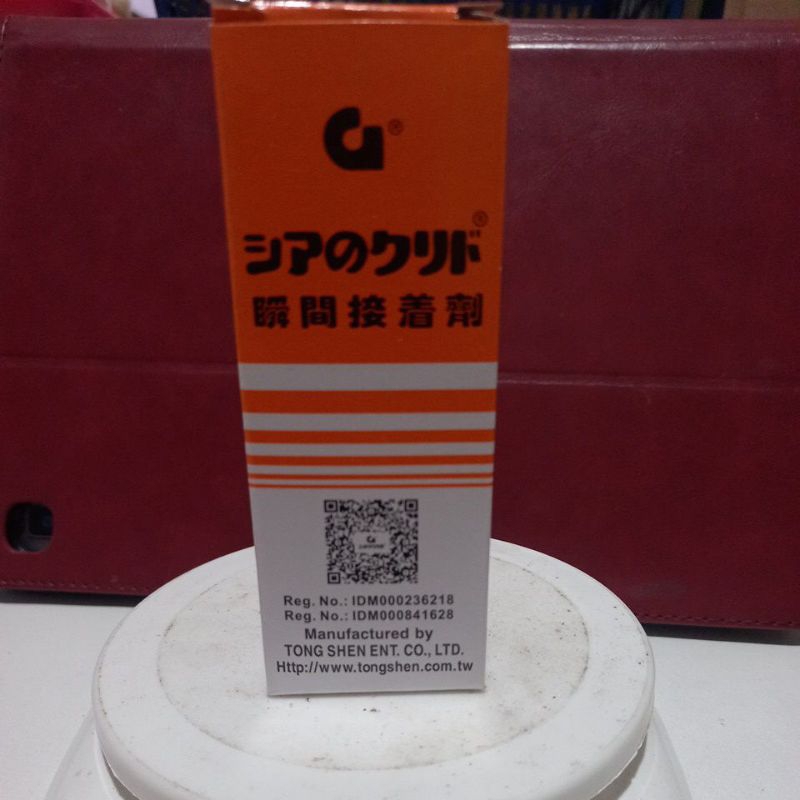 シアのクリド®
瞬間接着劑
Reg. No.: IDM000236218
Reg. No.: IDM000841628
Manufactured by
TONG SHEN ENT. CO., LTD.
Http://www.tongshen.com.tw